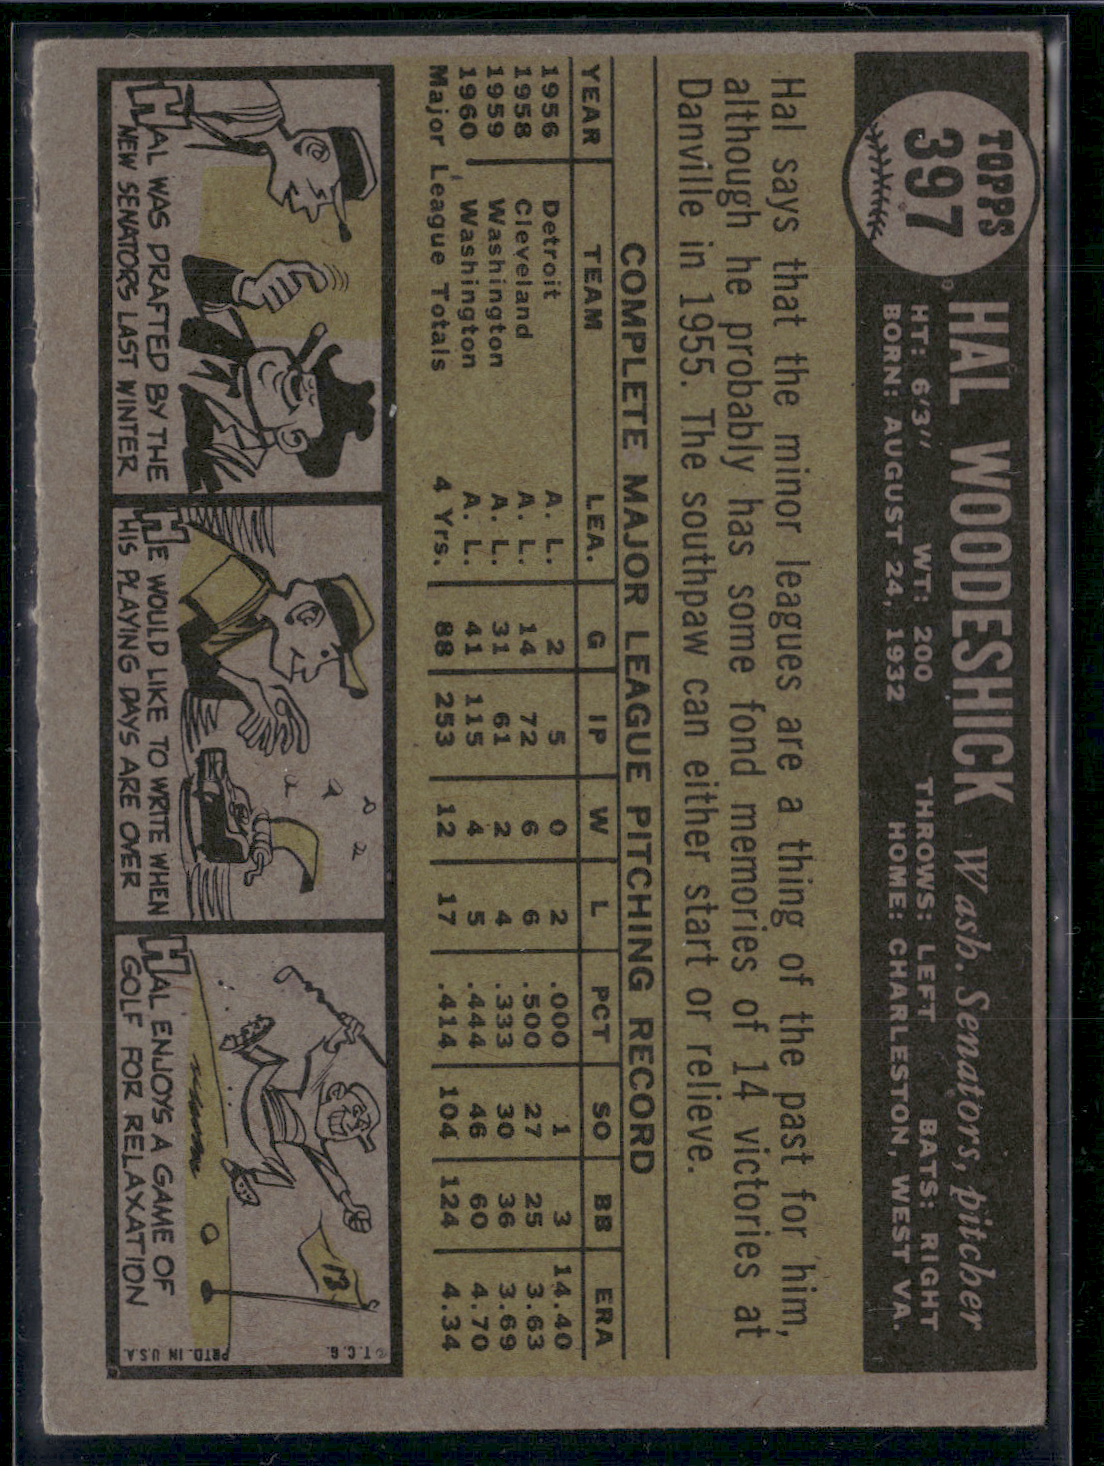 TOPPS
397
HAL WOODESHICK Wash. Senators, pitcher
HT: 6'3" WT: 200 THROWS: LEFT BATS: RIGHT
BORN: AUGUST 24, 1932 HOME: CHARLESTON, WEST VA.
Hal says that the minor leagues are a thing of the past for him,
although he probably has some fond memories of 14 victories at
Danville in 1955. The southpaw can either start or relieve.
COMPLETE MAJOR LEAGUE PITCHING RECORD
YEAR TEAM LEA. G IP W L PCT SO BB ERA
1956 Detroit A. L. 2 5 0 2 .000 1 3 14.40
1958 Cleveland A. L. 14 72 6 6 .500 27 25 3.63
1959 Washington A. L. 31 61 2 4 .333 30 36 3.69
1960 Washington A. L. 41 115 4 5 .444 46 60 4.70
Major League Totals 4 Yrs. 88 253 12 17 .414 104 124 4.34
HAL WAS DRAFTED BY THE
NEW SENATORS LAST WINTER
HE WOULD LIKE TO WRITE WHEN
HIS PLAYING DAYS ARE OVER
13
HAL ENJOYS A GAME OF
GOLF FOR RELAXATION
©T.C.G.
PRTD. IN U.S.A.